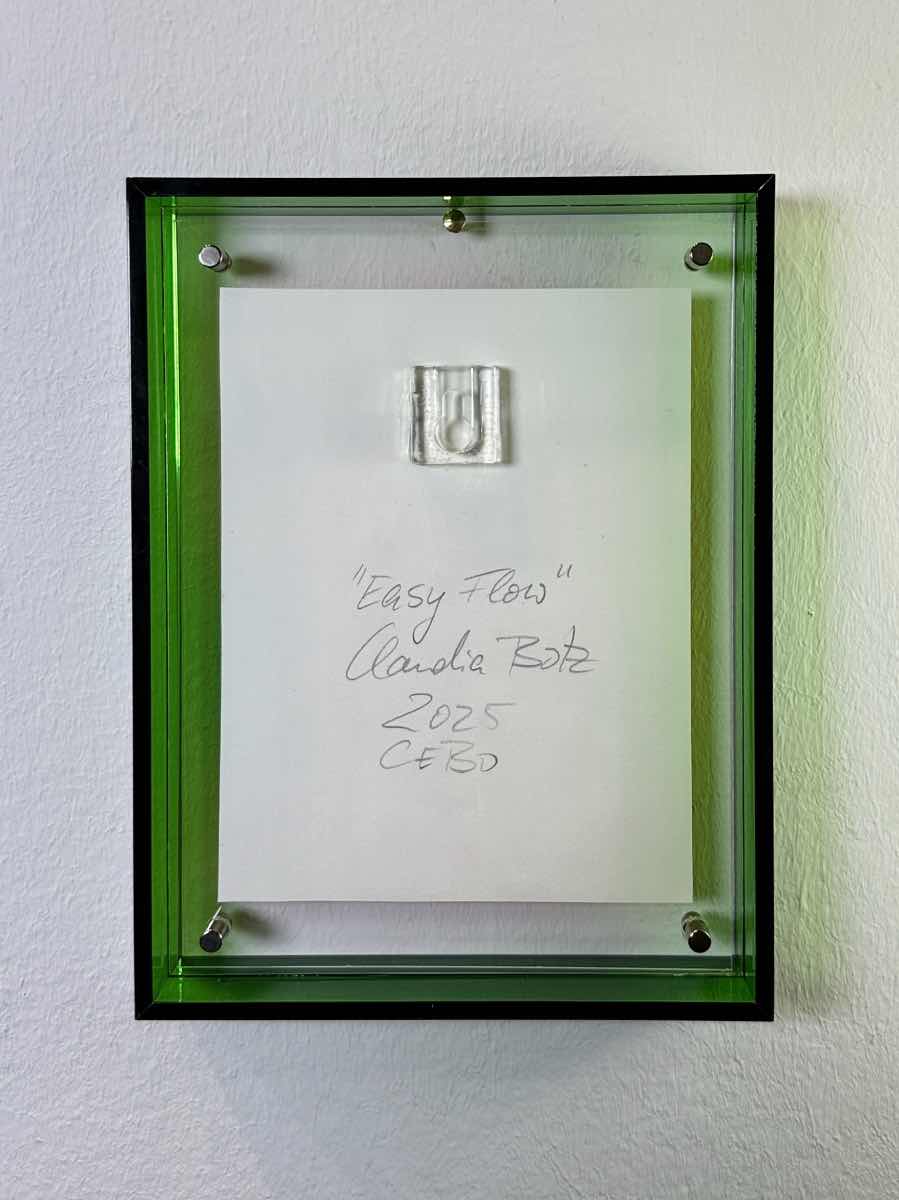 "Easy Flow"
Claudia Botz
2025
CEBO